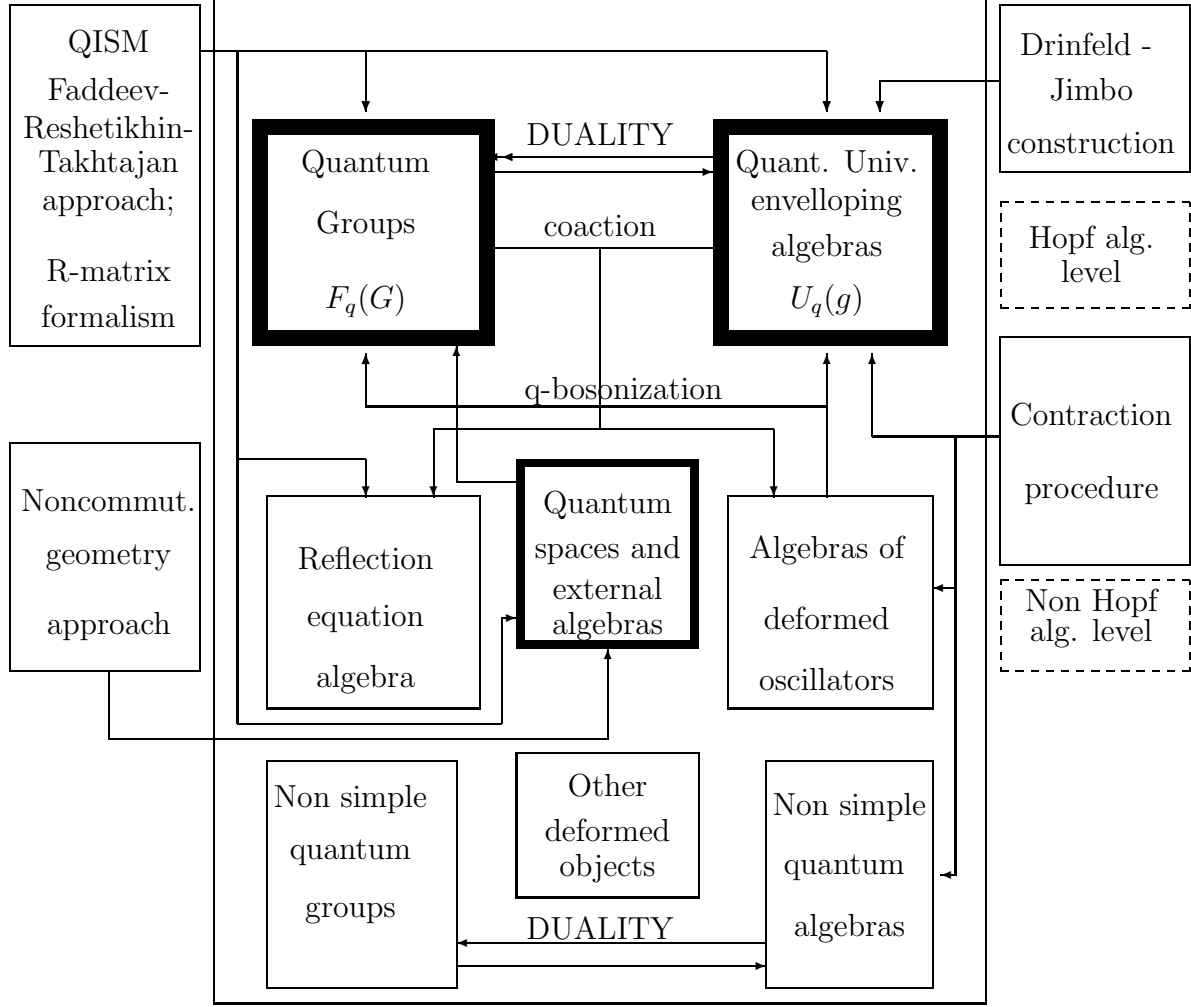 QISM
Faddeev-
Reshetikhin-
Takhtajan
approach;
R-matrix
formalism
Drinfeld -
Jimbo
construction
DUALITY
Quantum
Groups
F_q(G)
Quant. Univ.
envelloping
algebras
U_q(g)
coaction
Hopf alg.
level
q-bosonization
Contraction
procedure
Noncommut.
geometry
approach
Reflection
equation
algebra
Quantum
spaces and
external
algebras
Algebras of
deformed
oscillators
Non Hopf
alg. level
Non simple
quantum
groups
Other
deformed
objects
Non simple
quantum
algebras
DUALITY